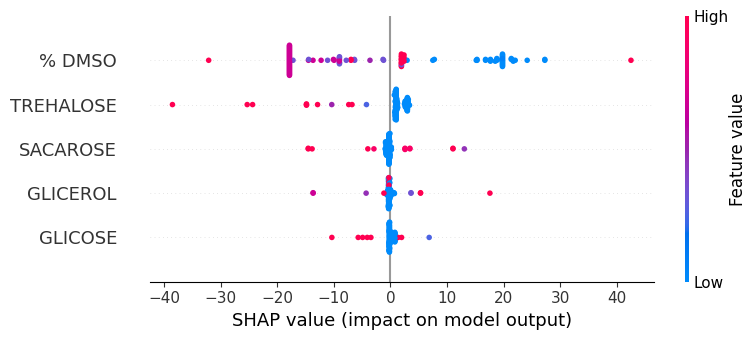 High
% DMSO
TREHALOSE
SACAROSE
GLICEROL
GLICOSE
Low
Feature value
−40 −30 −20 −10 0 10 20 30 40
SHAP value (impact on model output)